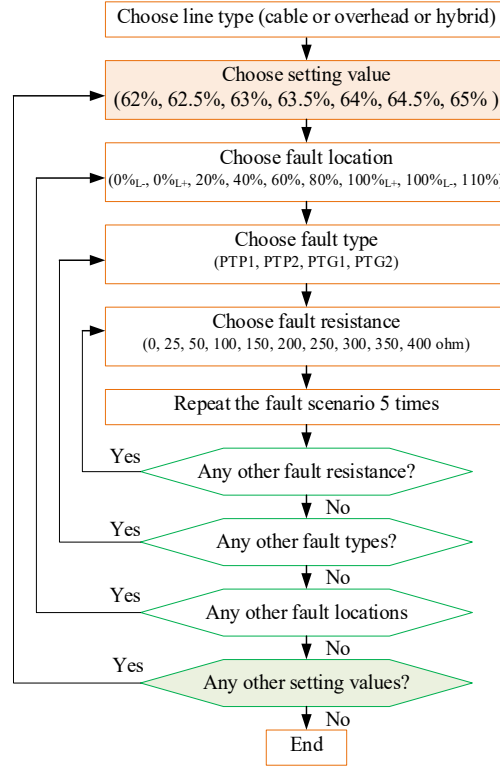 Choose line type (cable or overhead or hybrid)
Choose setting value
(62%, 62.5%, 63%, 63.5%, 64%, 64.5%, 65% )
Choose fault location
(0%L-, 0%L+, 20%, 40%, 60%, 80%, 100%L+, 100%L-, 110%)
Choose fault type
(PTP1, PTP2, PTG1, PTG2)
Choose fault resistance
(0, 25, 50, 100, 150, 200, 250, 300, 350, 400 ohm)
Repeat the fault scenario 5 times
Yes
Any other fault resistance?
No
Yes
Any other fault types?
No
Yes
Any other fault locations
No
Yes
Any other setting values?
No
End